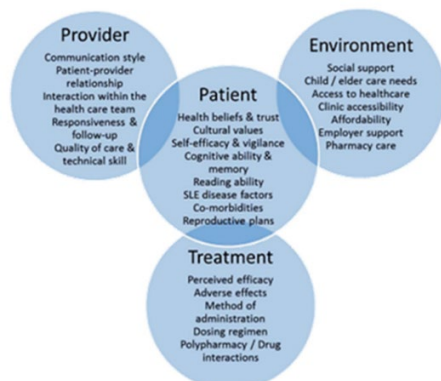 Provider
Communication style
Patient-provider
relationship
Interaction within the
health care team
Responsiveness &
follow-up
Quality of care &
technical skill
Environment
Social support
Child / elder care needs
Access to healthcare
Clinic accessibility
Affordability
Employer support
Pharmacy care
Patient
Health beliefs & trust
Cultural values
Self-efficacy & vigilance
Cognitive ability &
memory
Reading ability
SLE disease factors
Co-morbidities
Reproductive plans
Treatment
Perceived efficacy
Adverse effects
Method of
administration
Dosing regimen
Polypharmacy / Drug
interactions